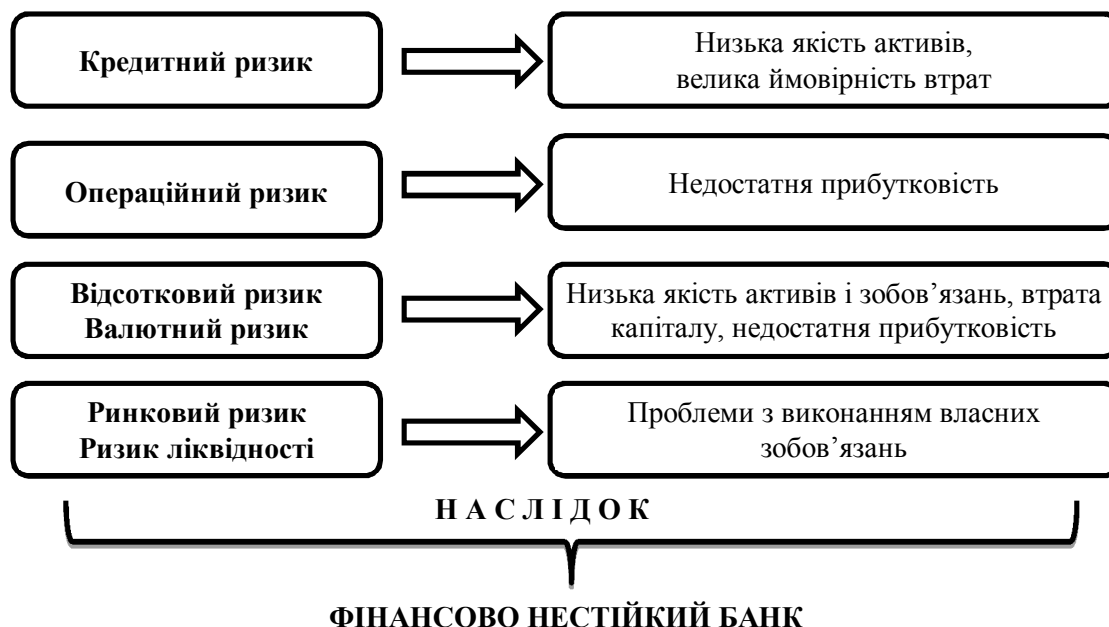 Кредитний ризик
Низька якість активів,
велика ймовірність втрат
Операційний ризик
Недостатня прибутковість
Відсотковий ризик
Валютний ризик
Низька якість активів і зобов’язань, втрата
капіталу, недостатня прибутковість
Ринковий ризик
Ризик ліквідності
Проблеми з виконанням власних
зобов’язань
Н А С Л І Д О К
ФІНАНСОВО НЕСТІЙКИЙ БАНК